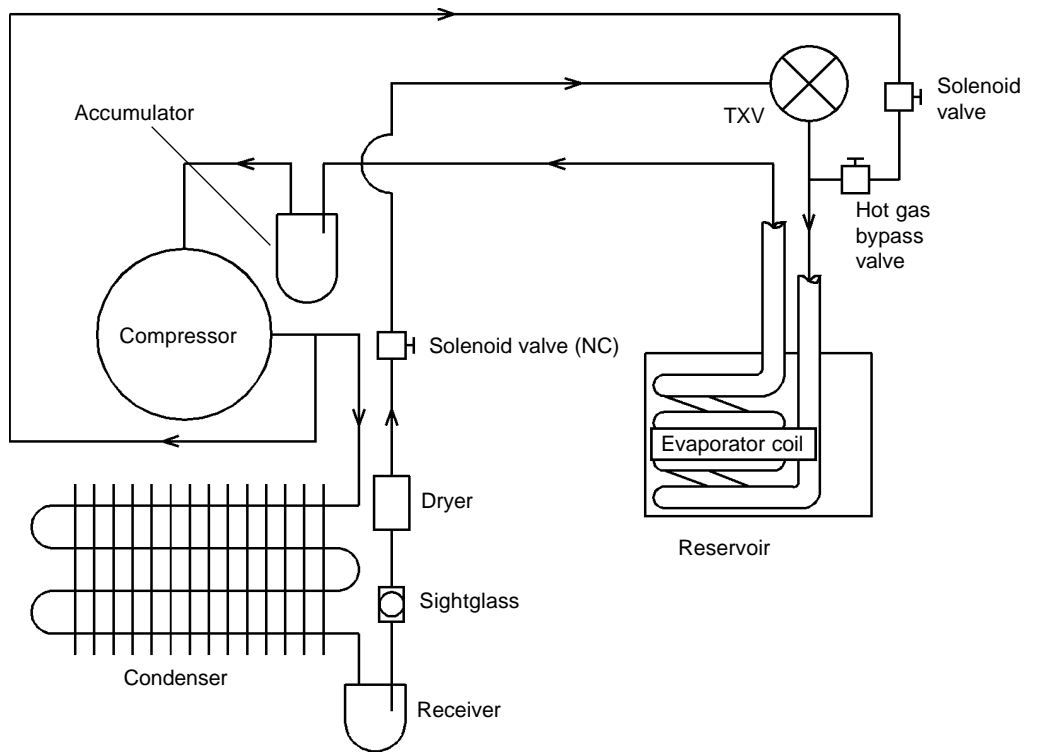 Accumulator
TXV
Solenoid
valve
Hot gas
bypass
valve
Compressor
Solenoid valve (NC)
Evaporator coil
Dryer
Reservoir
Sightglass
Condenser
Receiver